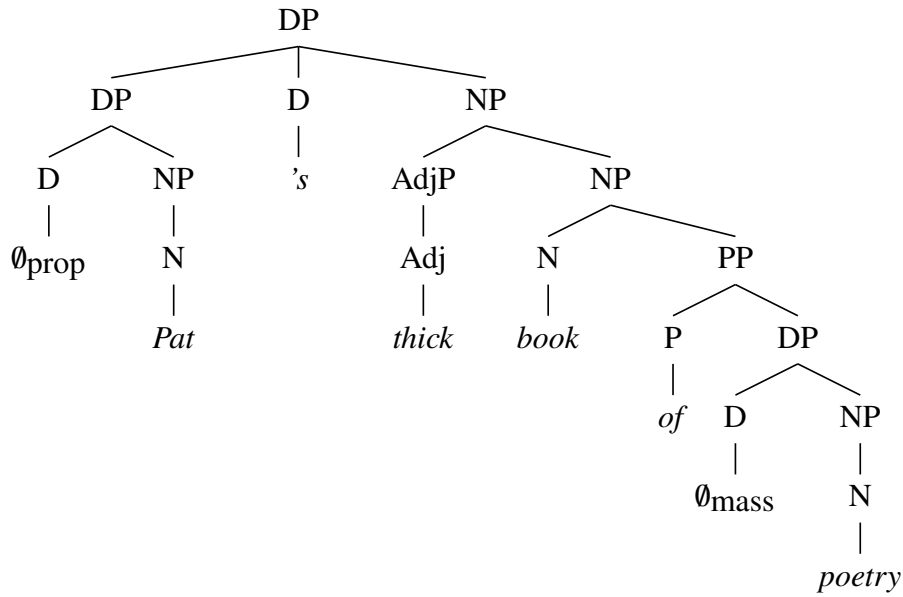 DP
DP D NP
D NP 's AdjP NP
∅prop N Adj N PP
Pat thick book P DP
of D NP
∅mass N
poetry